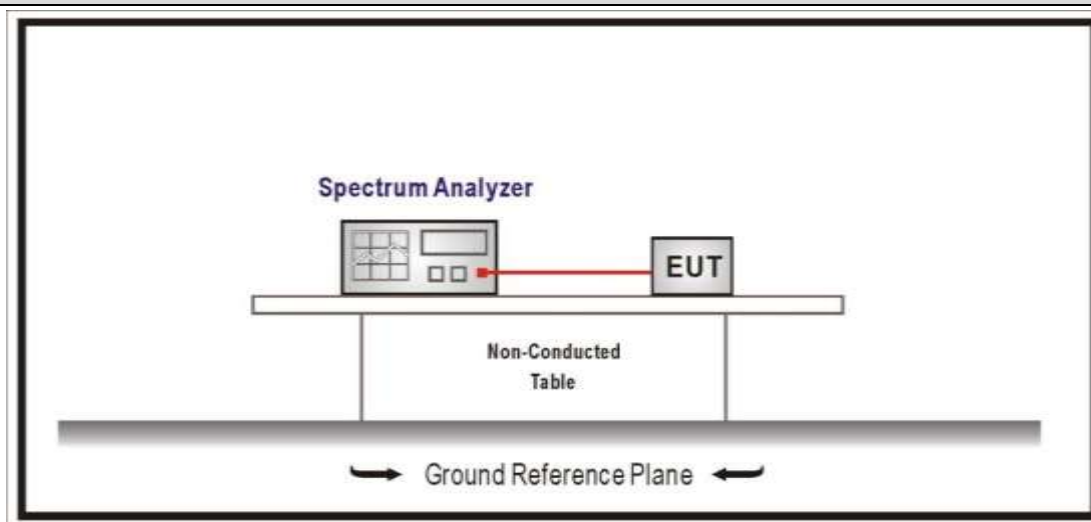 Spectrum Analyzer
EUT
Non-Conducted
Table
Ground Reference Plane